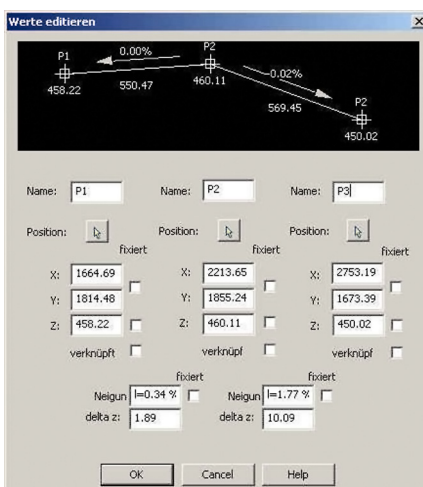 Werte editieren
P1 0.00% P2
458.22 550.47 460.11 -0.02% P2
569.45
450.02
Name: P1 Name: P2 Name: P3
Position: Position: Position:
fixiert fixiert fixiert
X: 1664.69 X: 2213.65 X: 2753.19
Y: 1814.48 Y: 1855.24 Y: 1673.39
Z: 458.22 Z: 460.11 Z: 450.02
verknüpft verknüpf verknüpf
fixiert fixiert
Neigun l=0.34 % Neigun l=1.77 %
delta z: 1.89 delta z: 10.09
OK Cancel Help